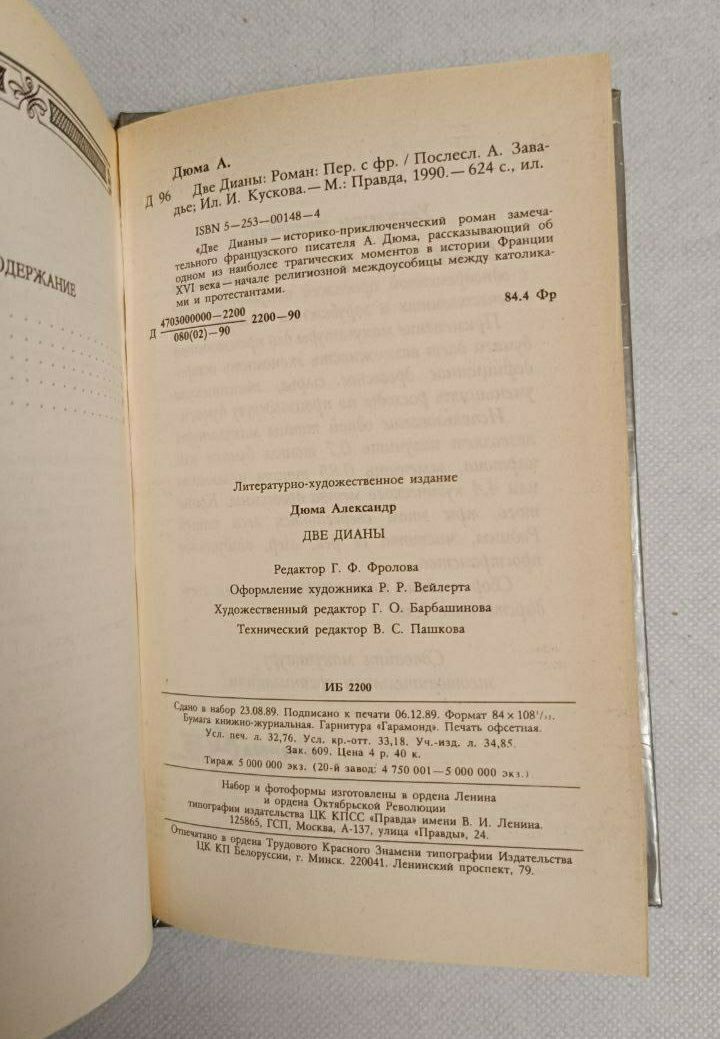 ОДЕРЖАНИЕ
Дюма А.
Д 96 Две Дианы: Роман: Пер. с фр. / Послесл. А. Зава-
дье; Ил. И. Кускова.— М.: Правда, 1990.— 624 с., ил.
ISBN 5—253—00148—4
«Две Дианы» — историко-приключенческий роман замеча-
тельного французского писателя А. Дюма, рассказывающий об
одном из наиболее трагических моментов в истории Франции
XVI века — начале религиозной междоусобицы между католика-
ми и протестантами.
Д 4703000000—2200
080(02)—90 2200—90
84.4 Фр
Литературно-художественное издание
Дюма Александр
ДВЕ ДИАНЫ
Редактор Г. Ф. Фролова
Оформление художника Р. Р. Вейлерта
Художественный редактор Г. О. Барбашинова
Технический редактор В. С. Пашкова
ИБ 2200
Сдано в набор 23.08.89. Подписано к печати 06.12.89. Формат 84 × 108¹/₃₂.
Бумага книжно-журнальная. Гарнитура «Гарамонд». Печать офсетная.
Усл. печ. л. 32,76. Усл. кр.-отт. 33,18. Уч.-изд. л. 34,85.
Зак. 609. Цена 4 р. 40 к.
Тираж 5 000 000 экз. (20-й завод: 4 750 001—5 000 000 экз.)
Набор и фотоформы изготовлены в ордена Ленина
и ордена Октябрьской Революции
типографии издательства ЦК КПСС «Правда» имени В. И. Ленина.
125865, ГСП, Москва, А-137, улица «Правды», 24.
Отпечатано в ордена Трудового Красного Знамени типографии Издательства
ЦК КП Белоруссии, г. Минск. 220041. Ленинский проспект, 79.